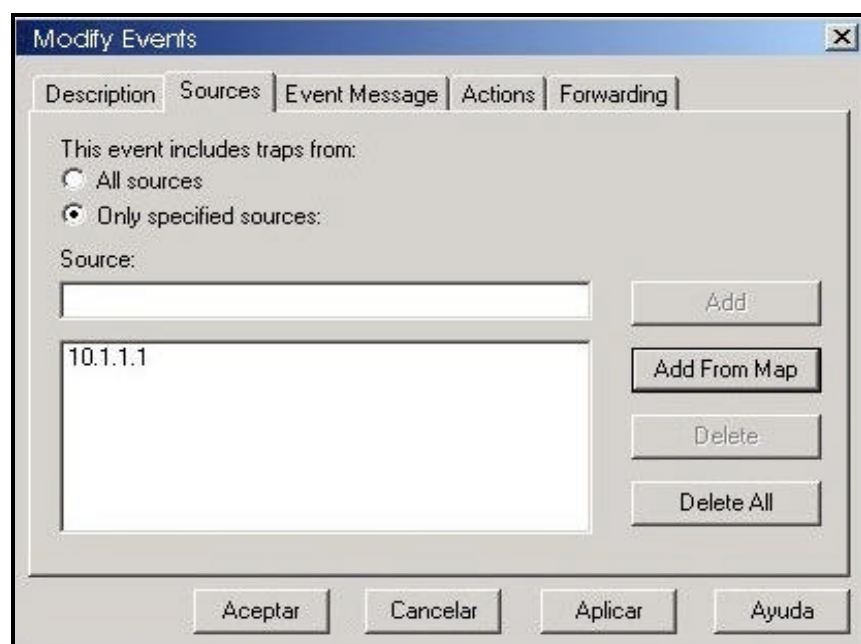 Modify Events
Description Sources Event Message Actions Forwarding
This event includes traps from:
All sources
Only specified sources:
Source:
Add
10.1.1.1
Add From Map
Delete
Delete All
Aceptar Cancelar Aplicar Ayuda